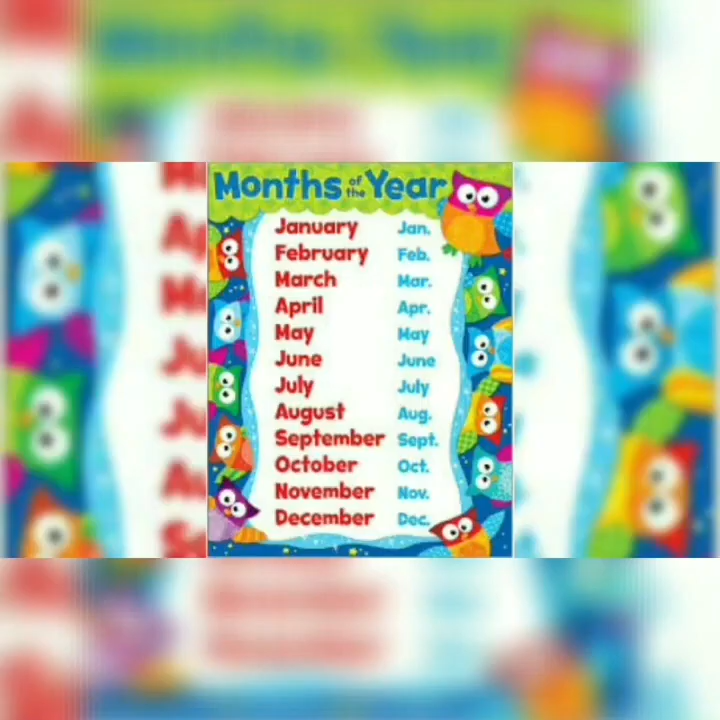 Months of the Year
January Jan.
February Feb.
March Mar.
April Apr.
May May
June June
July July
August Aug.
September Sept.
October Oct.
November Nov.
December Dec.